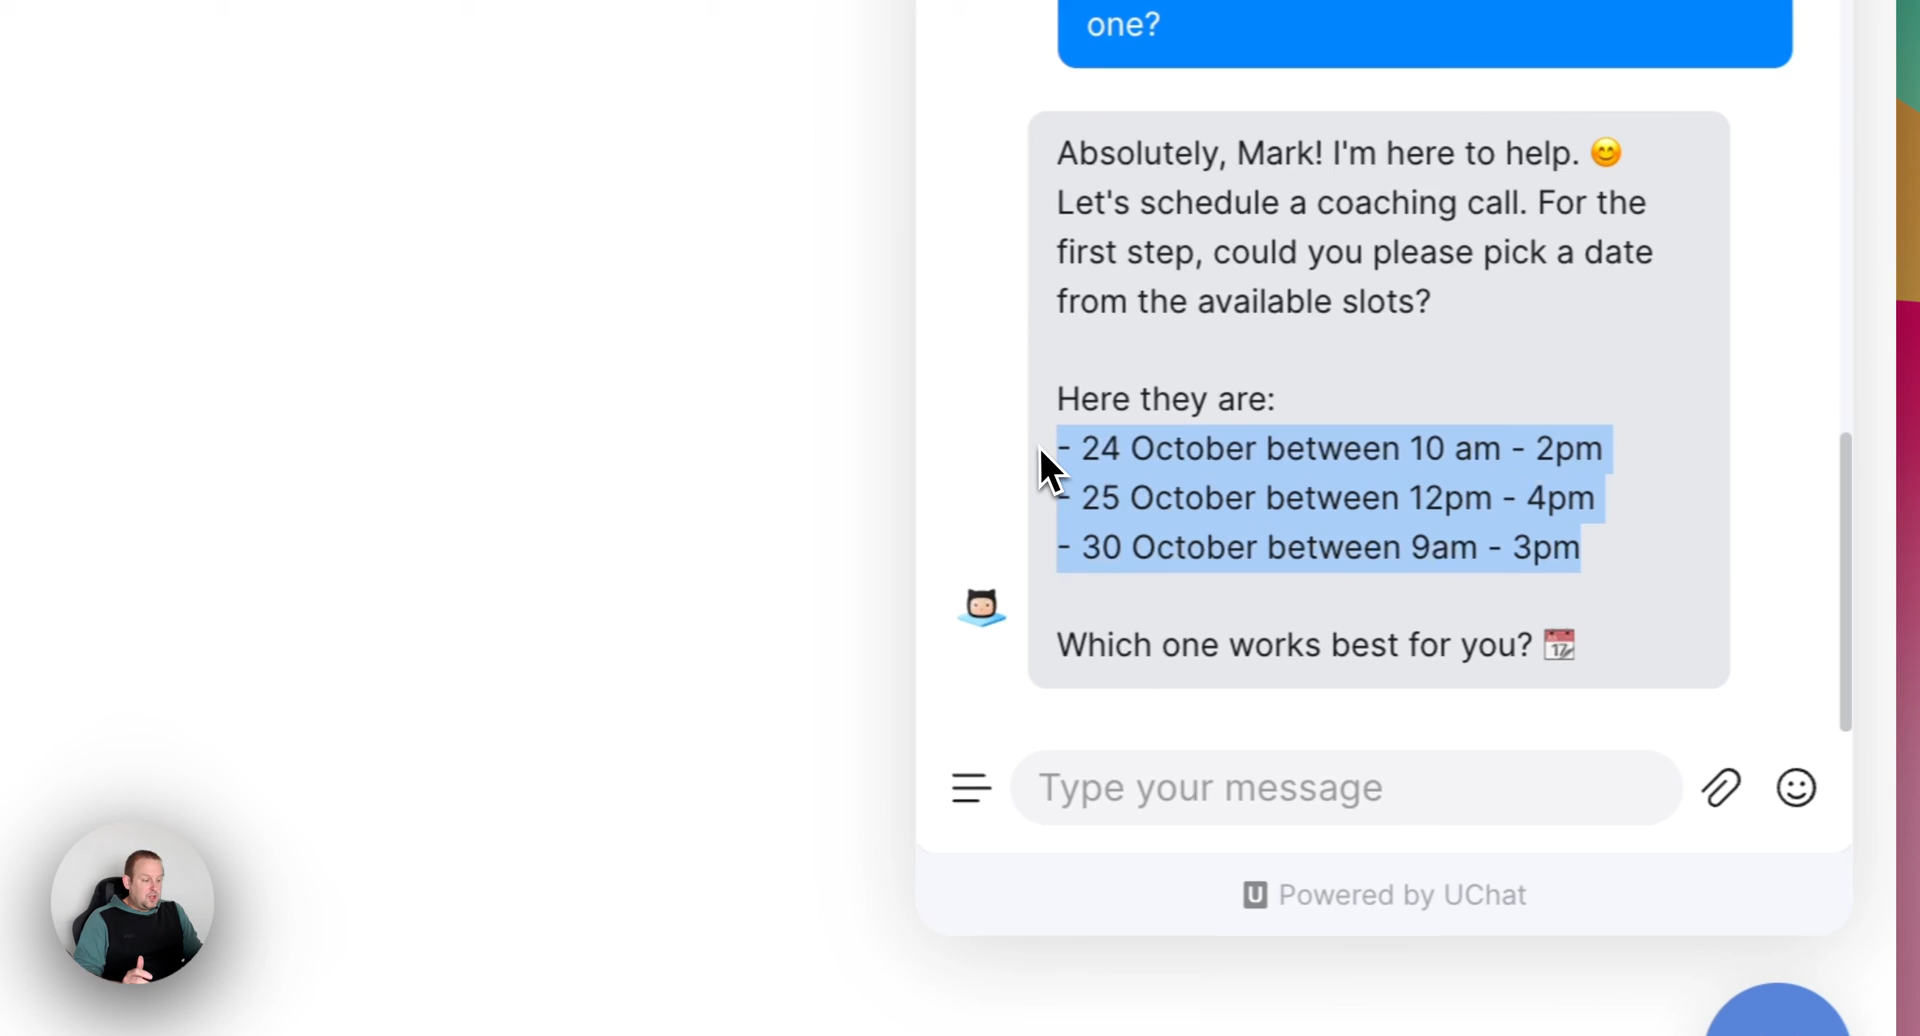 one?
Absolutely, Mark! I'm here to help. 😊
Let's schedule a coaching call. For the
first step, could you please pick a date
from the available slots?
Here they are:
- 24 October between 10 am - 2pm
- 25 October between 12pm - 4pm
- 30 October between 9am - 3pm
Which one works best for you? 📆
Type your message
U Powered by UChat